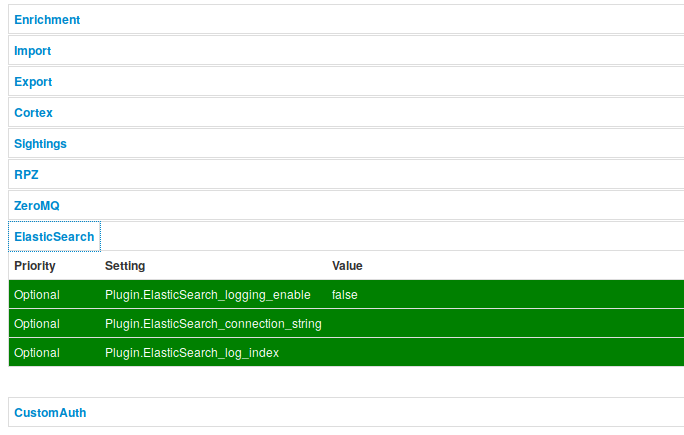 Enrichment
Import
Export
Cortex
Sightings
RPZ
ZeroMQ
ElasticSearch
Priority Setting Value
Optional Plugin.ElasticSearch_logging_enable false
Optional Plugin.ElasticSearch_connection_string
Optional Plugin.ElasticSearch_log_index
CustomAuth